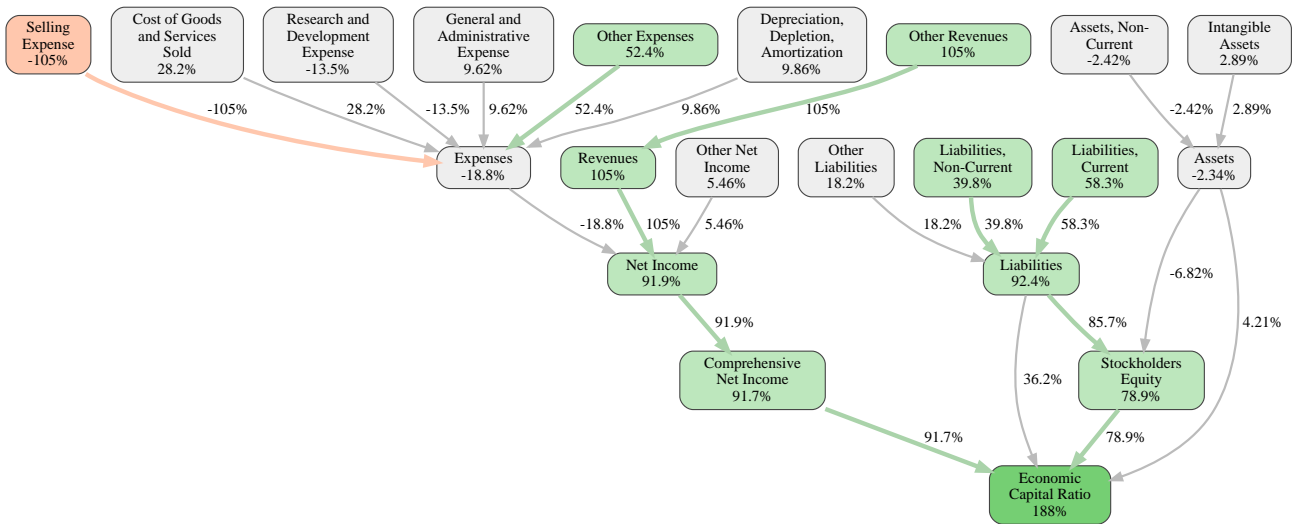 Selling
Expense
-105%
Cost of Goods
and Services
Sold
28.2%
Research and
Development
Expense
-13.5%
General and
Administrative
Expense
9.62%
Other Expenses
52.4%
Depreciation,
Depletion,
Amortization
9.86%
Other Revenues
105%
Assets, Non-
Current
-2.42%
Intangible
Assets
2.89%
-105%
28.2%
-13.5%
9.62%
52.4%
9.86%
105%
-2.42%
2.89%
Expenses
-18.8%
Revenues
105%
Other Net
Income
5.46%
Other
Liabilities
18.2%
Liabilities,
Non-Current
39.8%
Liabilities,
Current
58.3%
Assets
-2.34%
-18.8%
105%
5.46%
18.2%
39.8%
58.3%
Net Income
91.9%
Liabilities
92.4%
-6.82%
91.9%
85.7%
4.21%
Comprehensive
Net Income
91.7%
36.2%
Stockholders
Equity
78.9%
91.7%
78.9%
Economic
Capital Ratio
188%